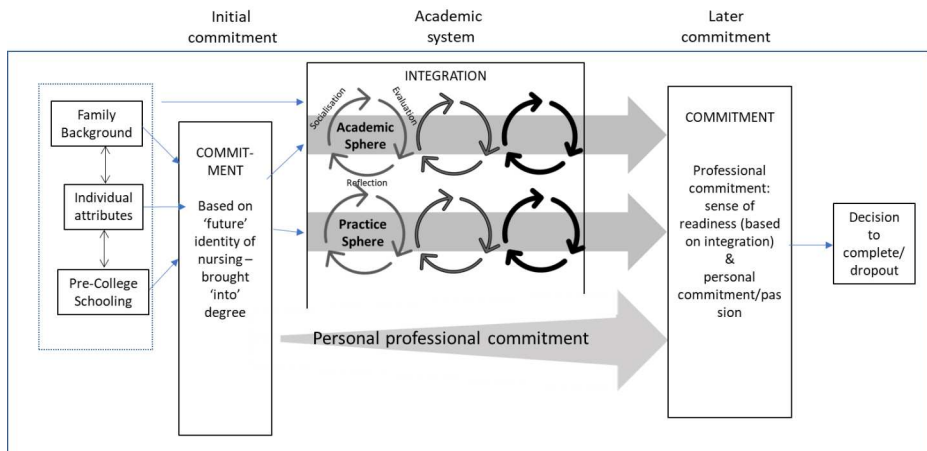 Initial
commitment
Academic
system
Later
commitment
Family
Background
Individual
attributes
Pre-College
Schooling
COMMIT-
MENT
Based on
‘future’
identity of
nursing –
brought
‘into’
degree
INTEGRATION
Socialisation
Evaluation
Academic
Sphere
Reflection
Practice
Sphere
Personal professional commitment
COMMITMENT
Professional
commitment:
sense of
readiness (based
on integration)
&
personal
commitment/pas
sion
Decision
to
complete/
dropout